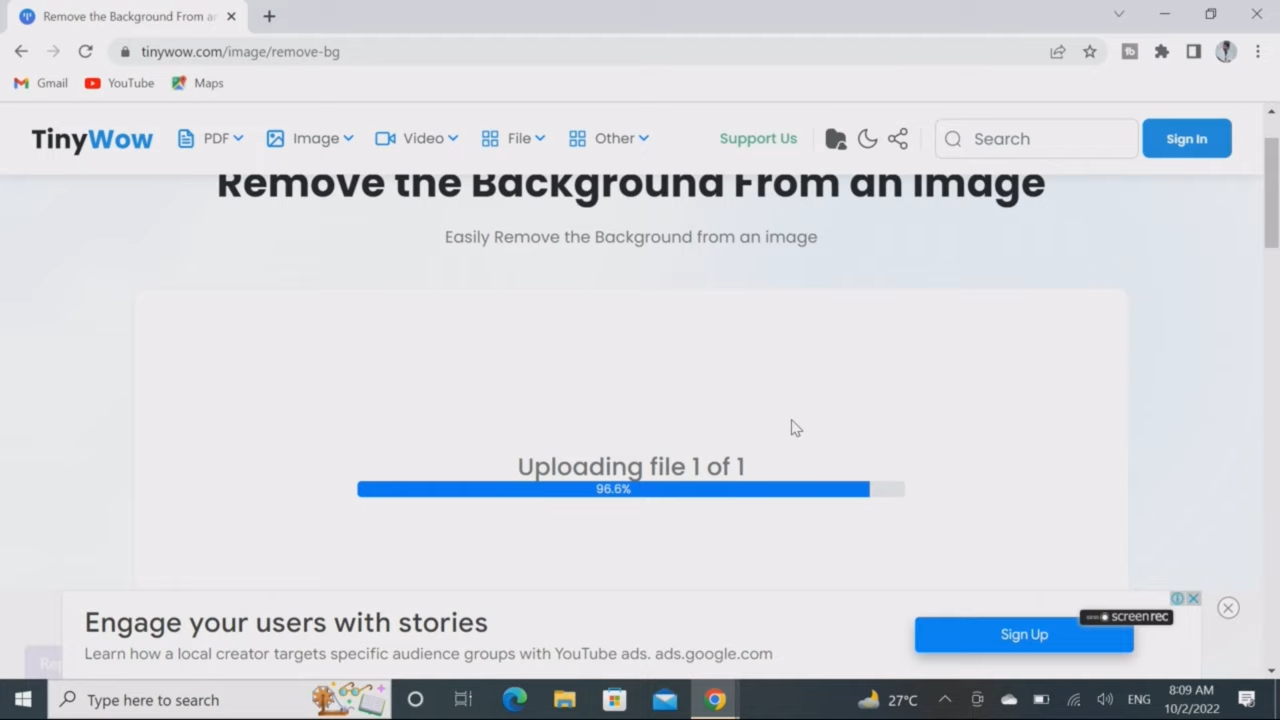 Remove the Background From an
tinywow.com/image/remove-bg
Gmail YouTube Maps
TinyWow PDF Image Video File Other Support Us Search Sign In
Remove the Background From an Image
Easily Remove the Background from an image
Uploading file 1 of 1
96.6%
Engage your users with stories
Learn how a local creator targets specific audience groups with YouTube ads. ads.google.com
Sign Up
screenrec
Type here to search
27°C
ENG
8:09 AM
10/2/2022